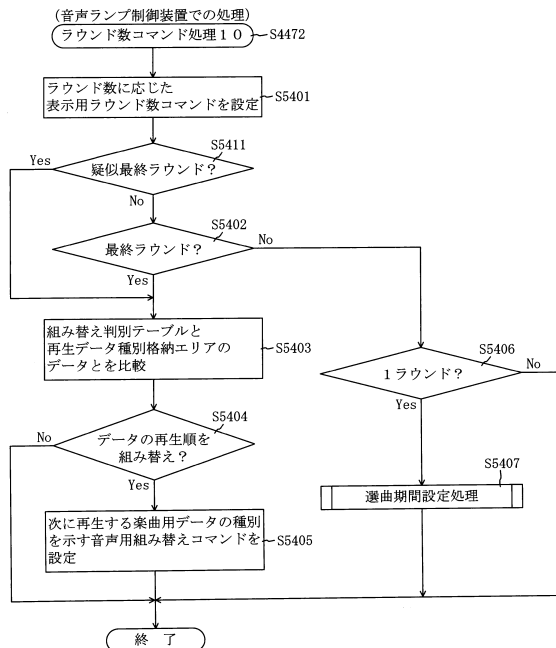 (音声ランプ制御装置での処理)
ラウンド数コマンド処理10
S4472
ラウンド数に応じた
表示用ラウンド数コマンドを設定
S5401
S5411
Yes
疑似最終ラウンド?
No
S5402
最終ラウンド?
No
Yes
組み替え判別テーブルと
再生データ種別格納エリアの
データとを比較
S5403
S5406
1ラウンド?
No
Yes
S5404
No
データの再生順を
組み替え?
Yes
S5407
選曲期間設定処理
次に再生する楽曲用データの種別
を示す音声用組み替えコマンドを
設定
S5405
終 了